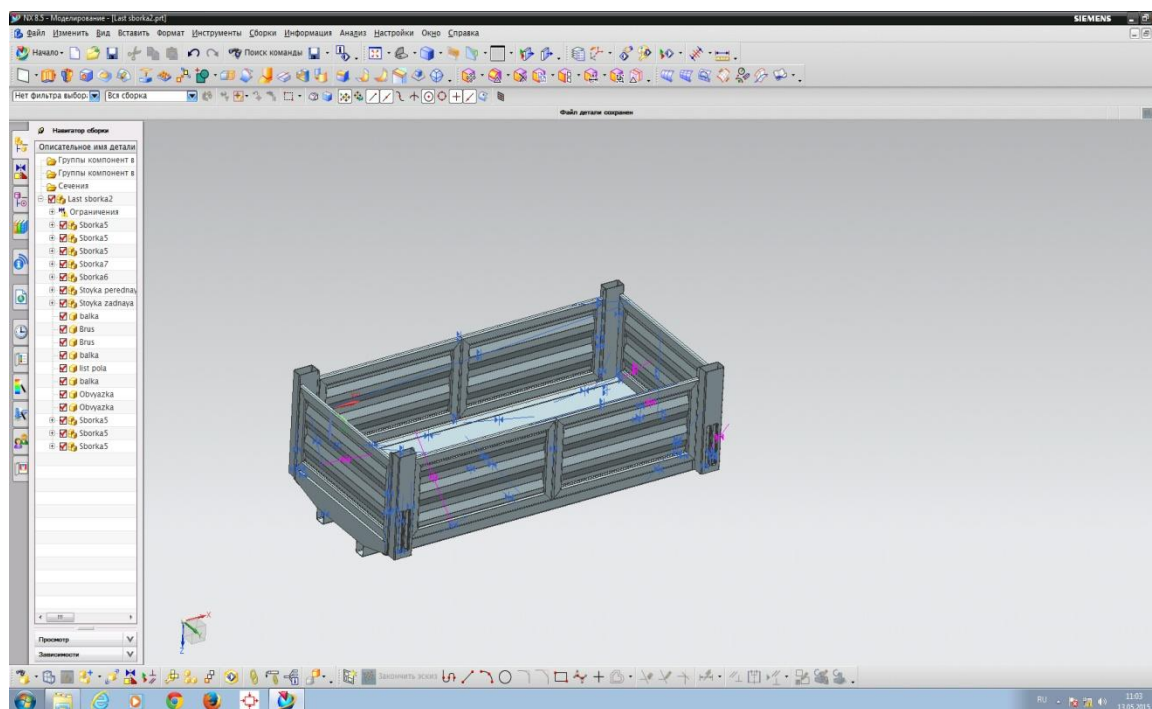 NX 8.5 - Моделирование - [Last sborka2.prt]
SIEMENS
Файл Изменить Вид Вставить Формат Инструменты Сборки Информация Анализ Настройки Окно Справка
Начало
Поиск команды
Нет фильтра выбор.
Вся сборка
Файл детали сохранен
Навигатор сборки
Описательное имя детали
Группы компонент в
Группы компонент в
Сечения
Last sborka2
Ограничения
Sborka5
Sborka5
Sborka5
Sborka7
Sborka6
Stoyka perednay
Stoyka zadnaya
balka
Brus
Brus
balka
list pola
balka
Obvyazka
Obvyazka
Sborka5
Sborka5
Sborka5
Просмотр
Зависимости
X
Z
Закончить эскиз
RU
11:03
13.05.2015